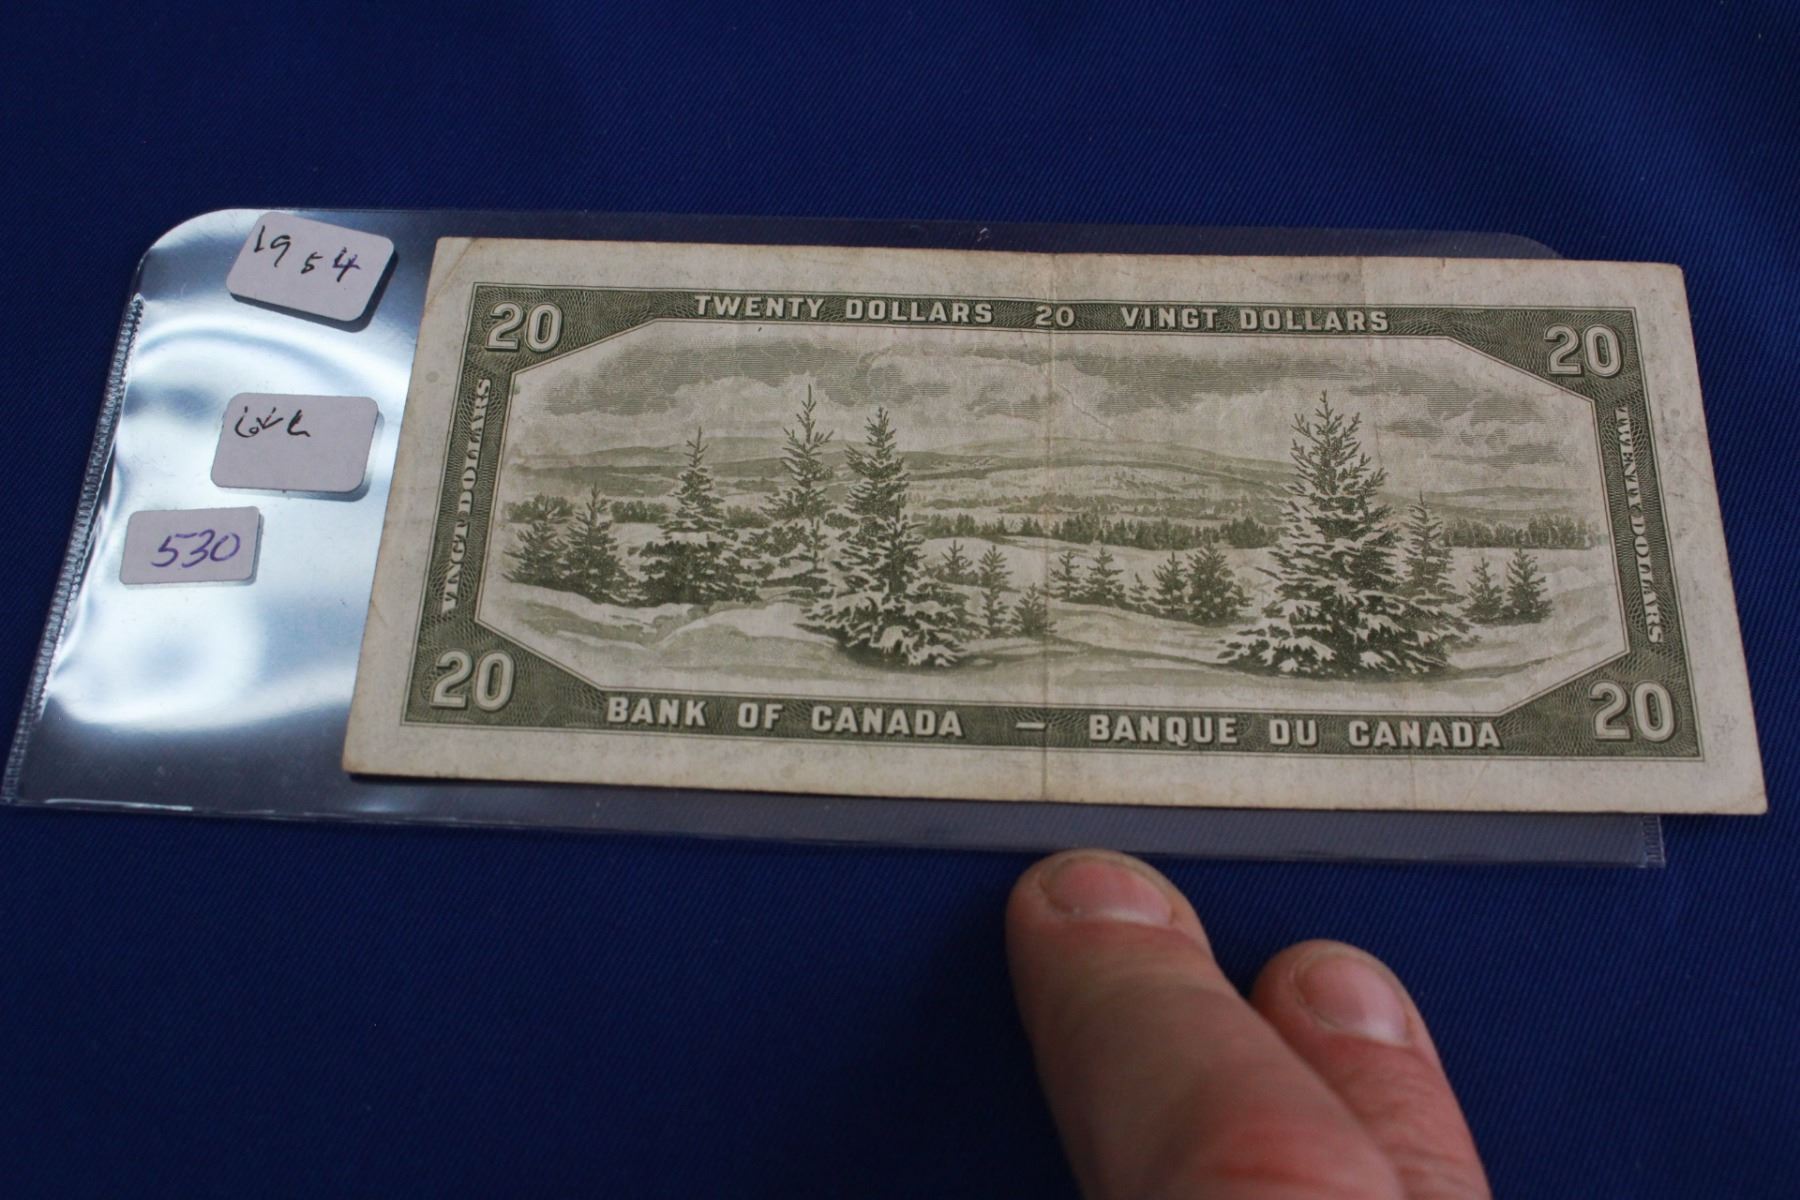 1954
530
TWENTY DOLLARS 20 VINGT DOLLARS
20
20
VINGT DOLLARS
TWENTY DOLLARS
20
20
BANK OF CANADA — BANQUE DU CANADA